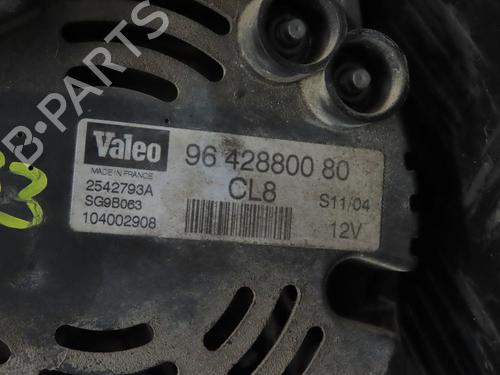 B-PARTS
Valeo
MADE IN FRANCE
2542793A
SG9B063
104002908
96 428800 80
CL8
S11/04
12V